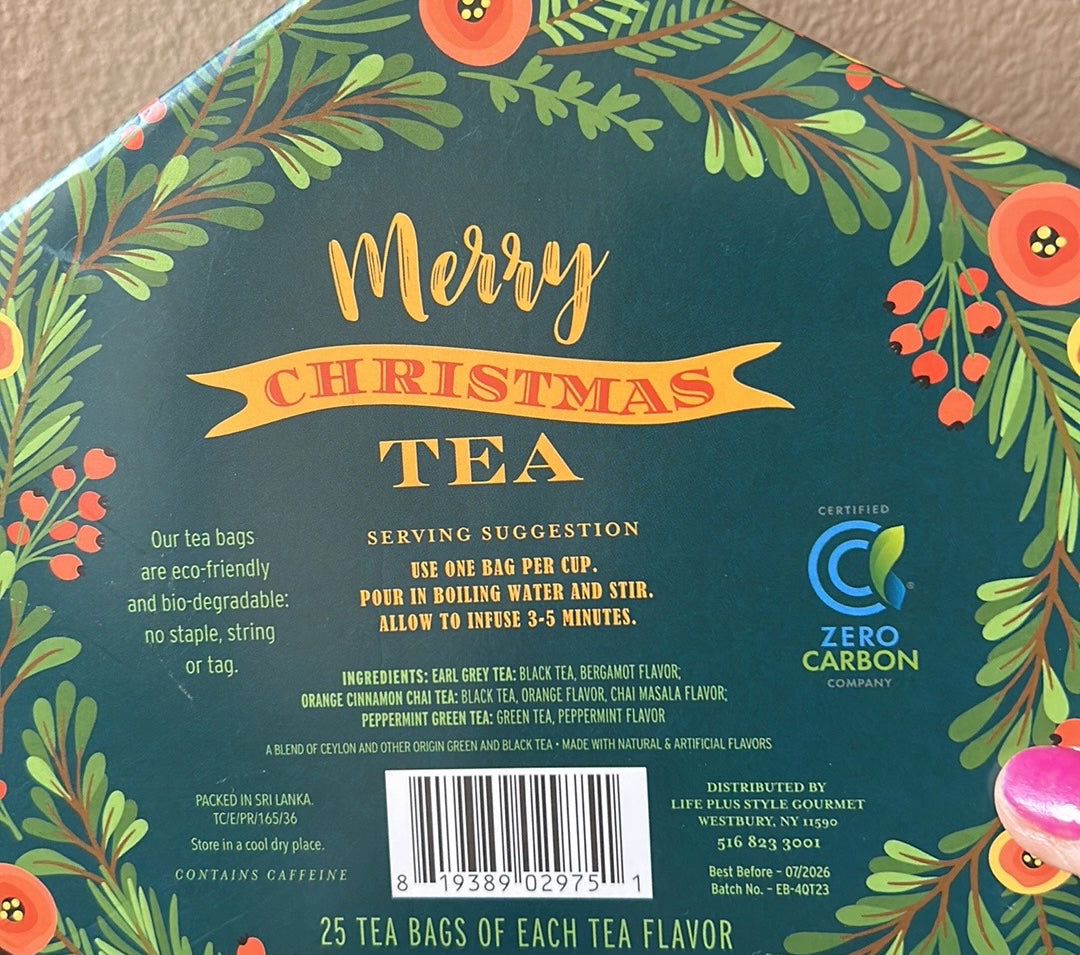 Merry
CHRISTMAS
TEA
Our tea bags
are eco-friendly
and bio-degradable:
no staple, string
or tag.
SERVING SUGGESTION
USE ONE BAG PER CUP.
POUR IN BOILING WATER AND STIR.
ALLOW TO INFUSE 3-5 MINUTES.
CERTIFIED
ZERO
CARBON
COMPANY
INGREDIENTS: EARL GREY TEA: BLACK TEA, BERGAMOT FLAVOR;
ORANGE CINNAMON CHAI TEA: BLACK TEA, ORANGE FLAVOR, CHAI MASALA FLAVOR;
PEPPERMINT GREEN TEA: GREEN TEA, PEPPERMINT FLAVOR
A BLEND OF CEYLON AND OTHER ORIGIN GREEN AND BLACK TEA • MADE WITH NATURAL & ARTIFICIAL FLAVORS
PACKED IN SRI LANKA.
TC/E/PR/165/36
Store in a cool dry place.
CONTAINS CAFFEINE
8 19389 02975 1
DISTRIBUTED BY
LIFE PLUS STYLE GOURMET
WESTBURY, NY 11590
516 823 3001
Best Before - 07/2026
Batch No. - EB-4QT23
25 TEA BAGS OF EACH TEA FLAVOR